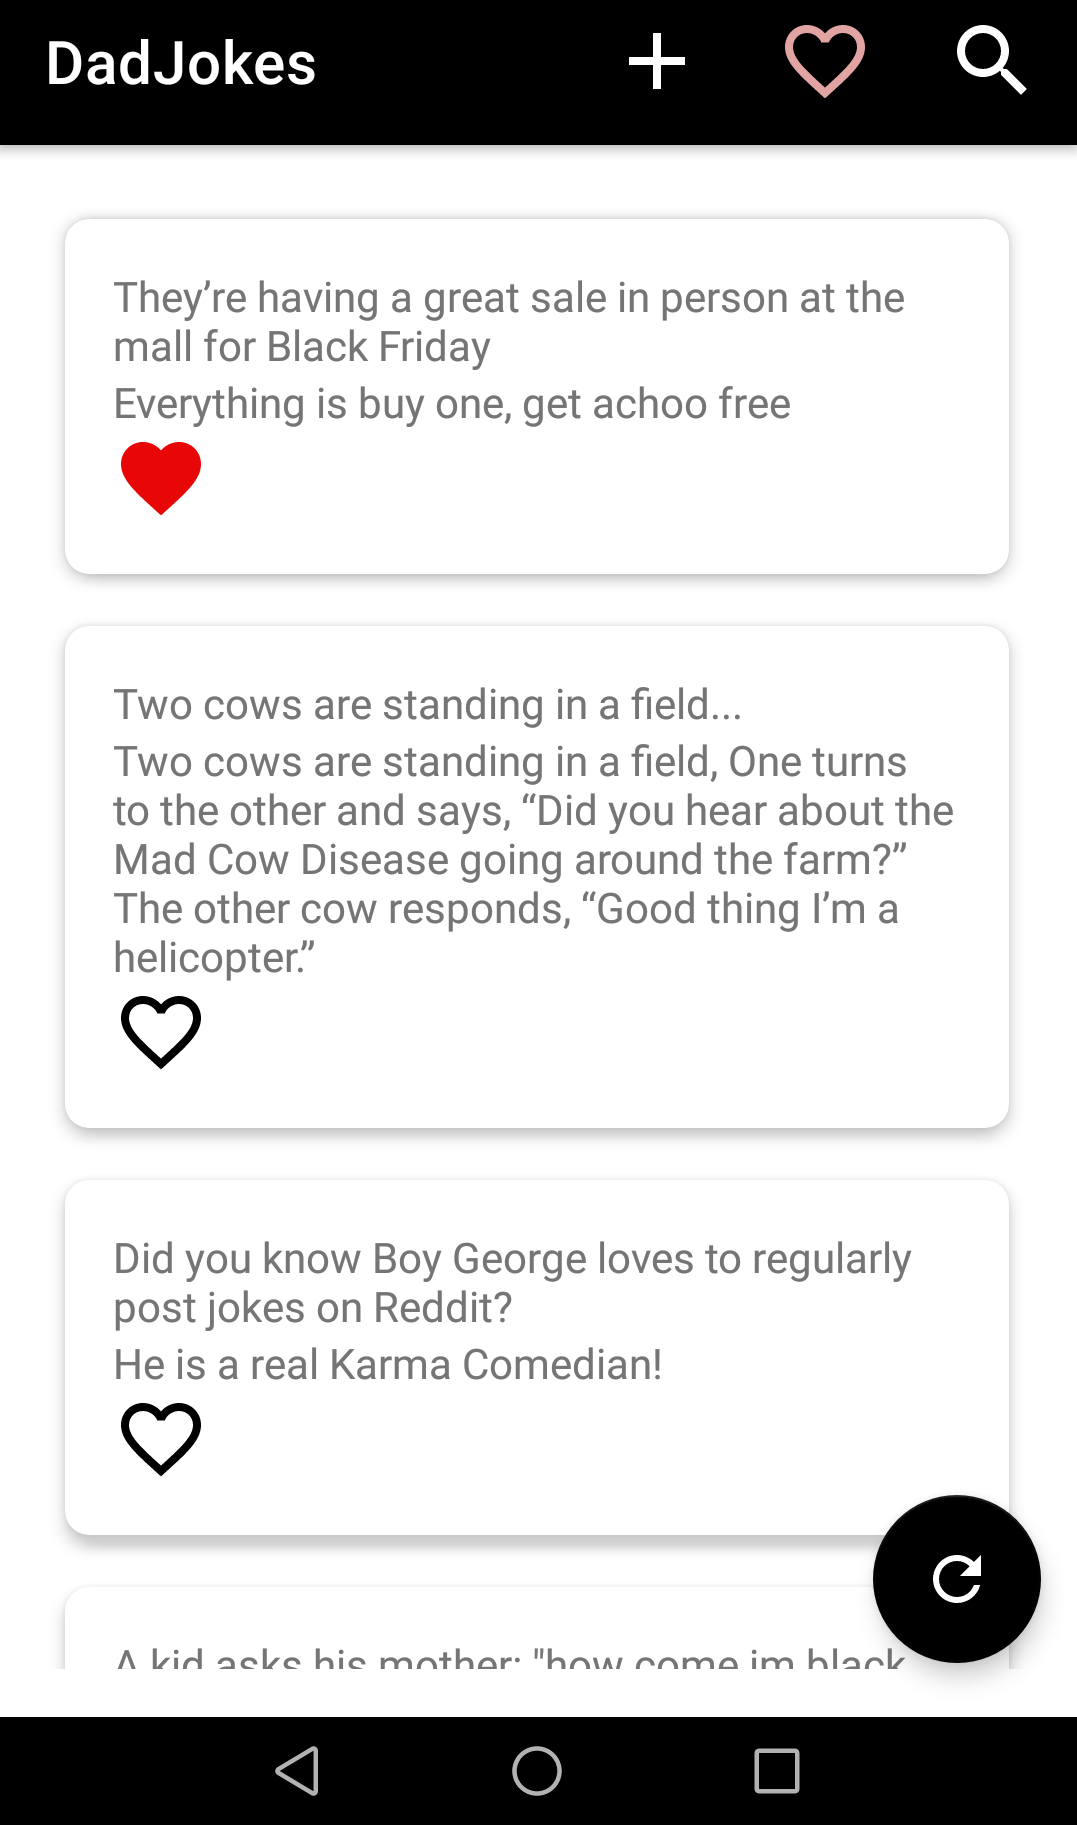 DadJokes
They’re having a great sale in person at the
mall for Black Friday
Everything is buy one, get achoo free
Two cows are standing in a field...
Two cows are standing in a field, One turns
to the other and says, “Did you hear about the
Mad Cow Disease going around the farm?”
The other cow responds, “Good thing I’m a
helicopter.”
Did you know Boy George loves to regularly
post jokes on Reddit?
He is a real Karma Comedian!
A kid asks his mother: "how come im black